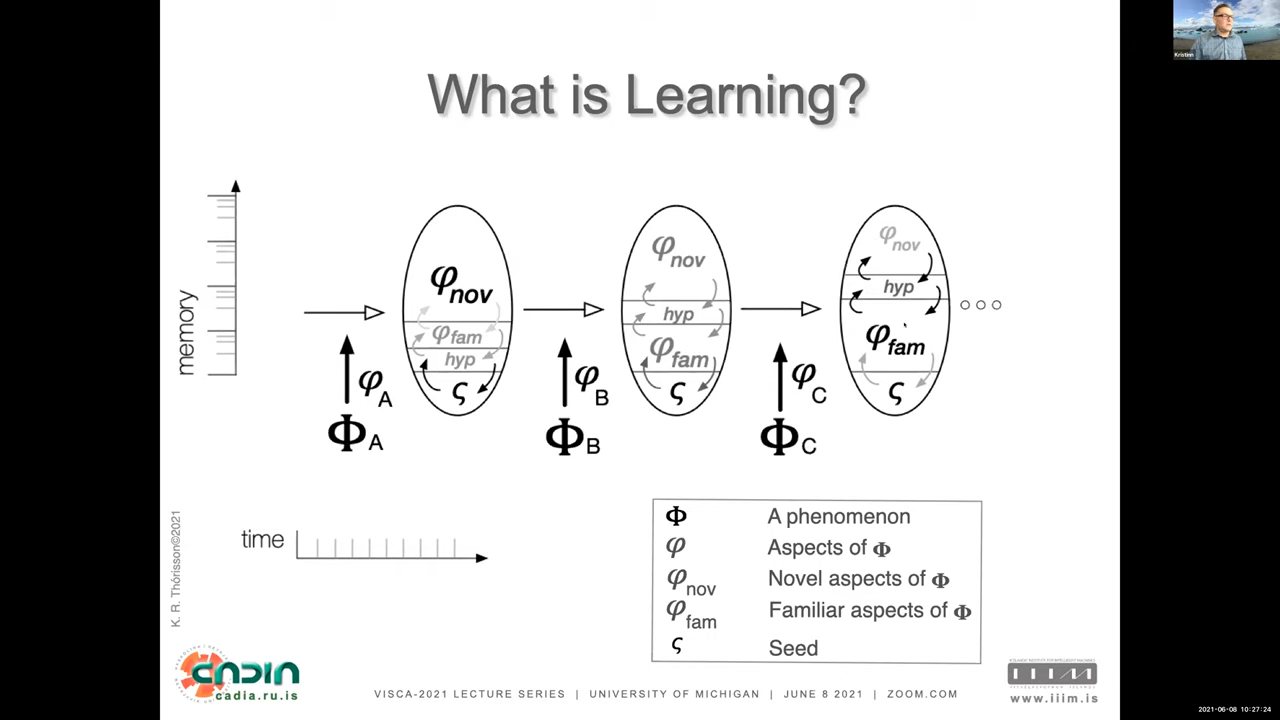 Kristinn
What is Learning?
memory
φnov
φfam
hyp
ς
φnov
hyp
φfam
ς
φnov
hyp
φfam
ς
φA
ΦA
φB
ΦB
φC
ΦC
time
Φ A phenomenon
φ Aspects of Φ
φnov Novel aspects of Φ
φfam Familiar aspects of Φ
ς Seed
K. R. Thórisson©2021
CADIA
cadia.ru.is
VISCA-2021 LECTURE SERIES | UNIVERSITY OF MICHIGAN | JUNE 8 2021 | ZOOM.COM
IIIM
www.iiim.is
2021-06-08 10:27:24